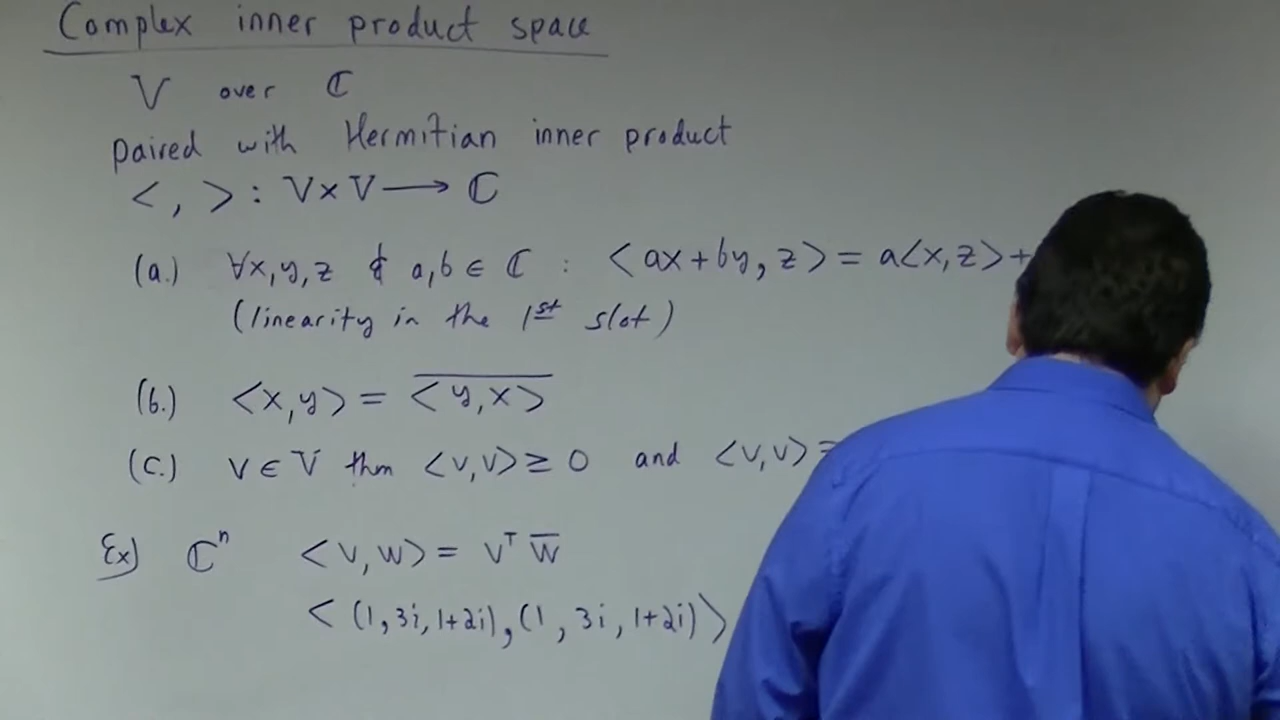 Complex inner product space
V over ℂ
paired with Hermitian inner product
< , > : V × V ⟶ ℂ
(a.) ∀x, y, z & a, b ∈ ℂ : <ax + by, z> = a<x, z> +
(linearity in the 1st slot)
(b.) <x, y> = \overline{<y, x>}
(c.) v ∈ V then <v, v> ≥ 0 and <v, v> =
Ex) ℂⁿ <v, w> = vᵀ w̅
< (1, 3i, 1+2i), (1, 3i, 1+2i) >